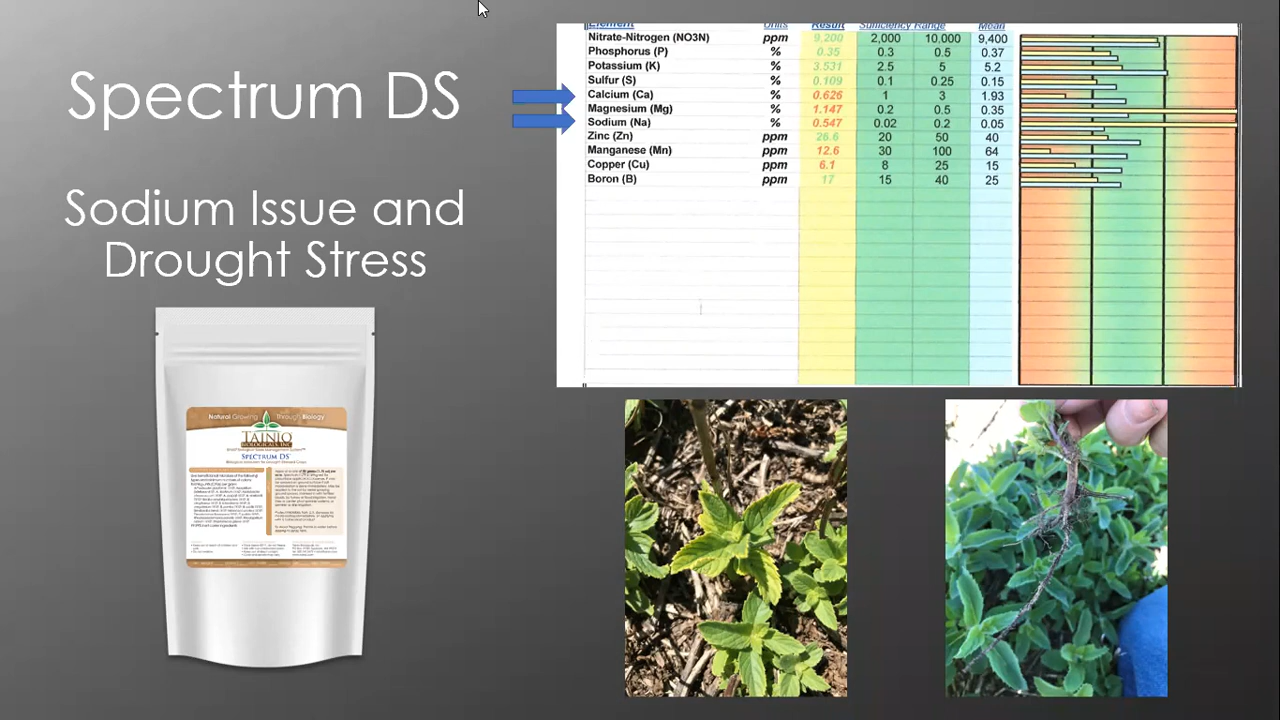 Spectrum DS
Sodium Issue and
Drought Stress
Element Units Result Sufficiency Range Mean
Nitrate-Nitrogen (NO3N) ppm 9,200 2,000 10,000 9,400
Phosphorus (P) % 0.35 0.3 0.5 0.37
Potassium (K) % 3.531 2.5 5 5.2
Sulfur (S) % 0.109 0.1 0.25 0.15
Calcium (Ca) % 0.626 1 3 1.93
Magnesium (Mg) % 1.147 0.2 0.5 0.35
Sodium (Na) % 0.547 0.02 0.2 0.05
Zinc (Zn) ppm 26.6 20 50 40
Manganese (Mn) ppm 12.6 30 100 64
Copper (Cu) ppm 6.1 8 25 15
Boron (B) ppm 17 15 40 25
Natural Growing Through Biology
TAINIO
BIOLOGICALS, INC
SPECTRUM DS